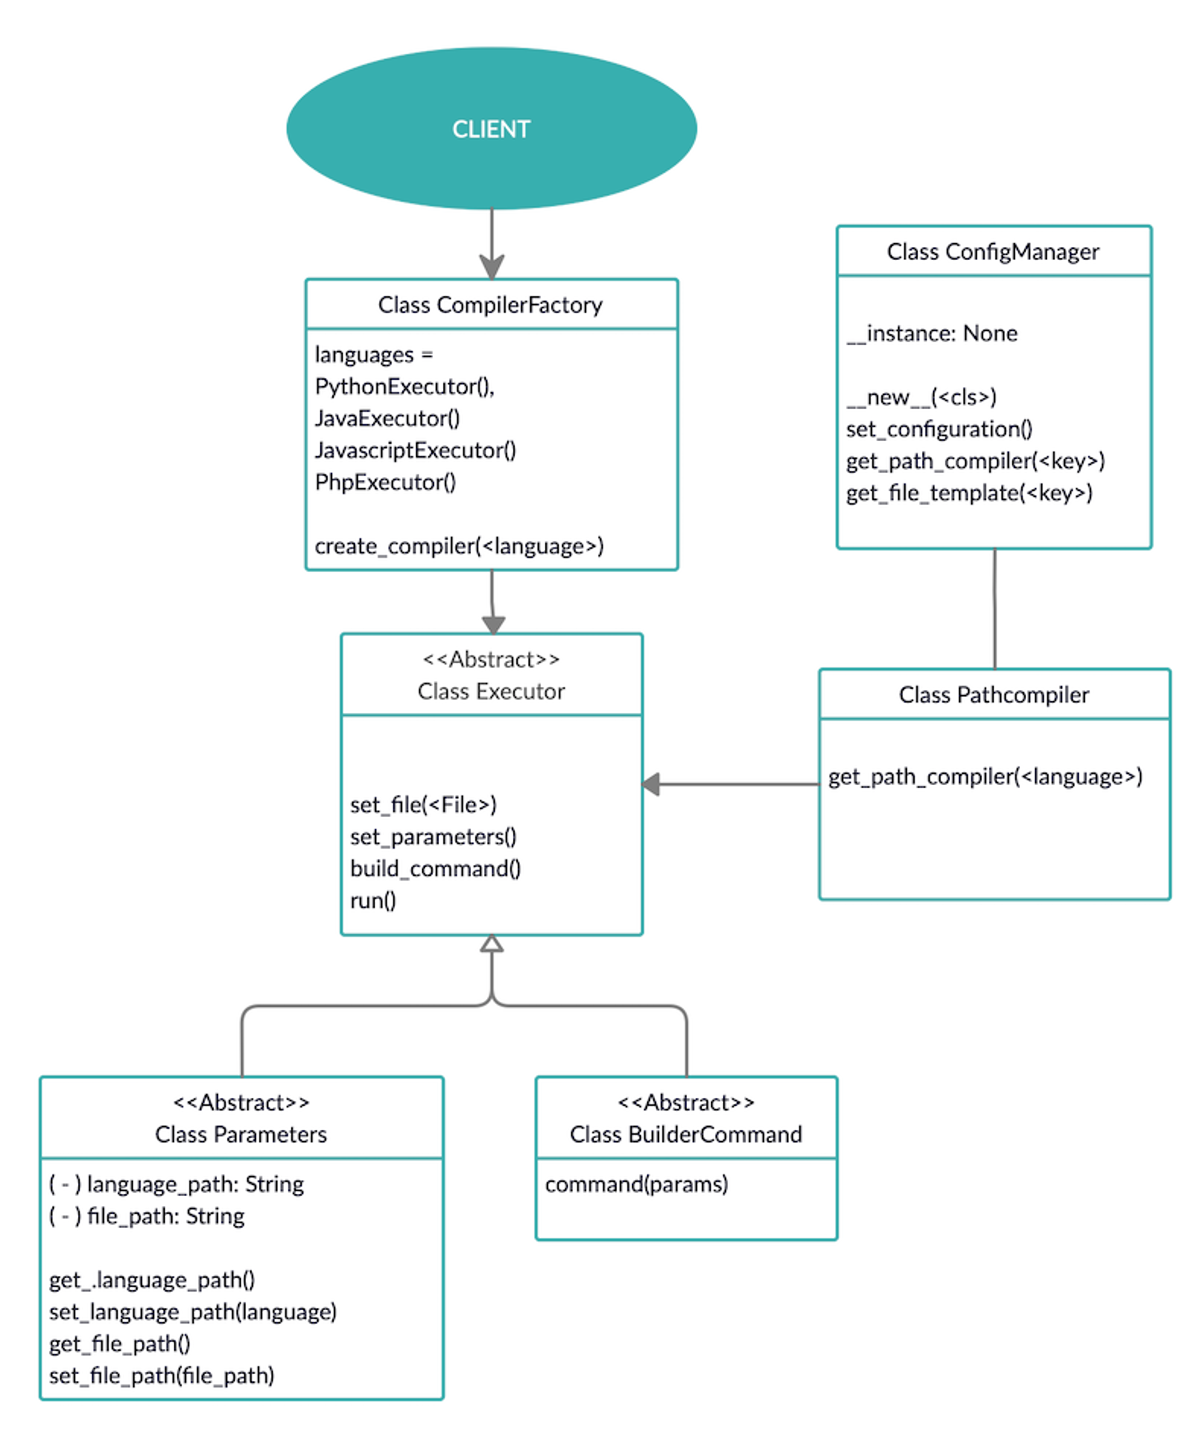 CLIENT
Class CompilerFactory
languages =
PythonExecutor(),
JavaExecutor()
JavascriptExecutor()
PhpExecutor()
create_compiler(<language>)
Class ConfigManager
__instance: None
__new__(<cls>)
set_configuration()
get_path_compiler(<key>)
get_file_template(<key>)
<<Abstract>>
Class Executor
set_file(<File>)
set_parameters()
build_command()
run()
Class Pathcompiler
get_path_compiler(<language>)
<<Abstract>>
Class Parameters
( - ) language_path: String
( - ) file_path: String
get_.language_path()
set_language_path(language)
get_file_path()
set_file_path(file_path)
<<Abstract>>
Class BuilderCommand
command(params)